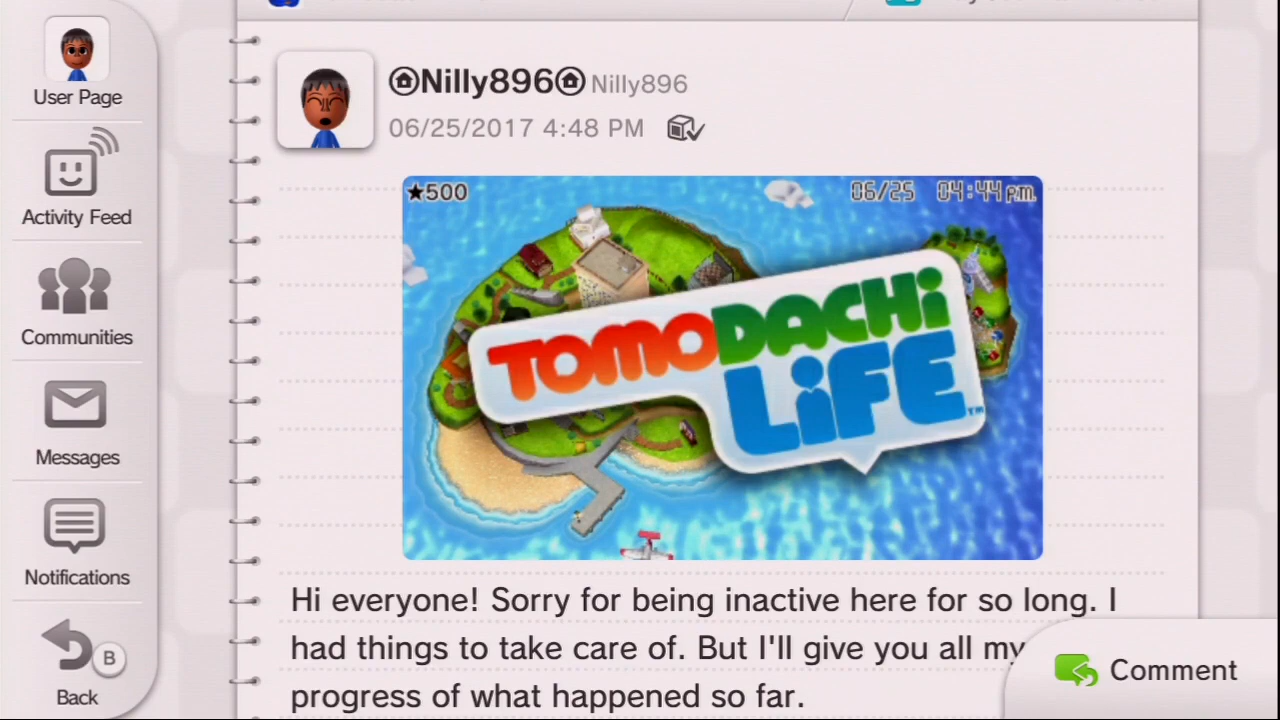 User Page
Activity Feed
Communities
Messages
Notifications
B
Back
Nilly896 Nilly896
06/25/2017 4:48 PM
★500
06/25 04:44 p.m.
TOMODACHi
LiFE™
Hi everyone! Sorry for being inactive here for so long. I
had things to take care of. But I'll give you all my
progress of what happened so far.
Comment